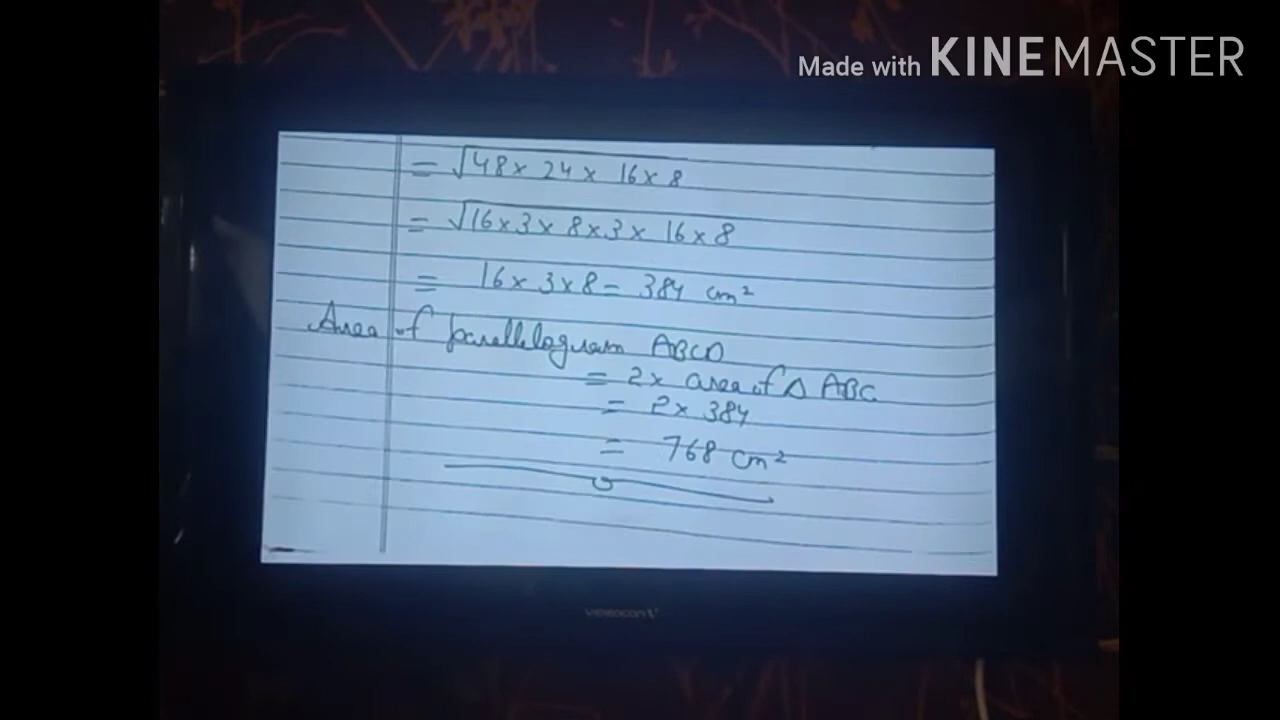 Made with KINEMASTER
= √48 × 24 × 16 × 8
= √16 × 3 × 8 × 3 × 16 × 8
= 16 × 3 × 8 = 384 cm²
Area of parallelogram ABCD
= 2 × area of Δ ABC
= 2 × 384
= 768 cm²
VIDEOCON